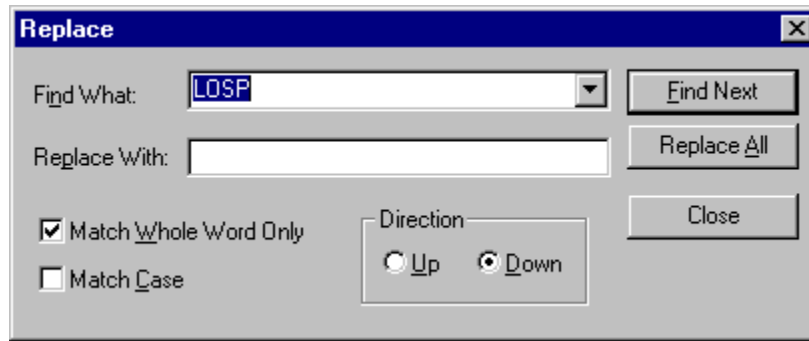 Replace
Find What: LOSP Find Next
Replace With: Replace All
Close
Match Whole Word Only
Match Case
Direction
Up Down